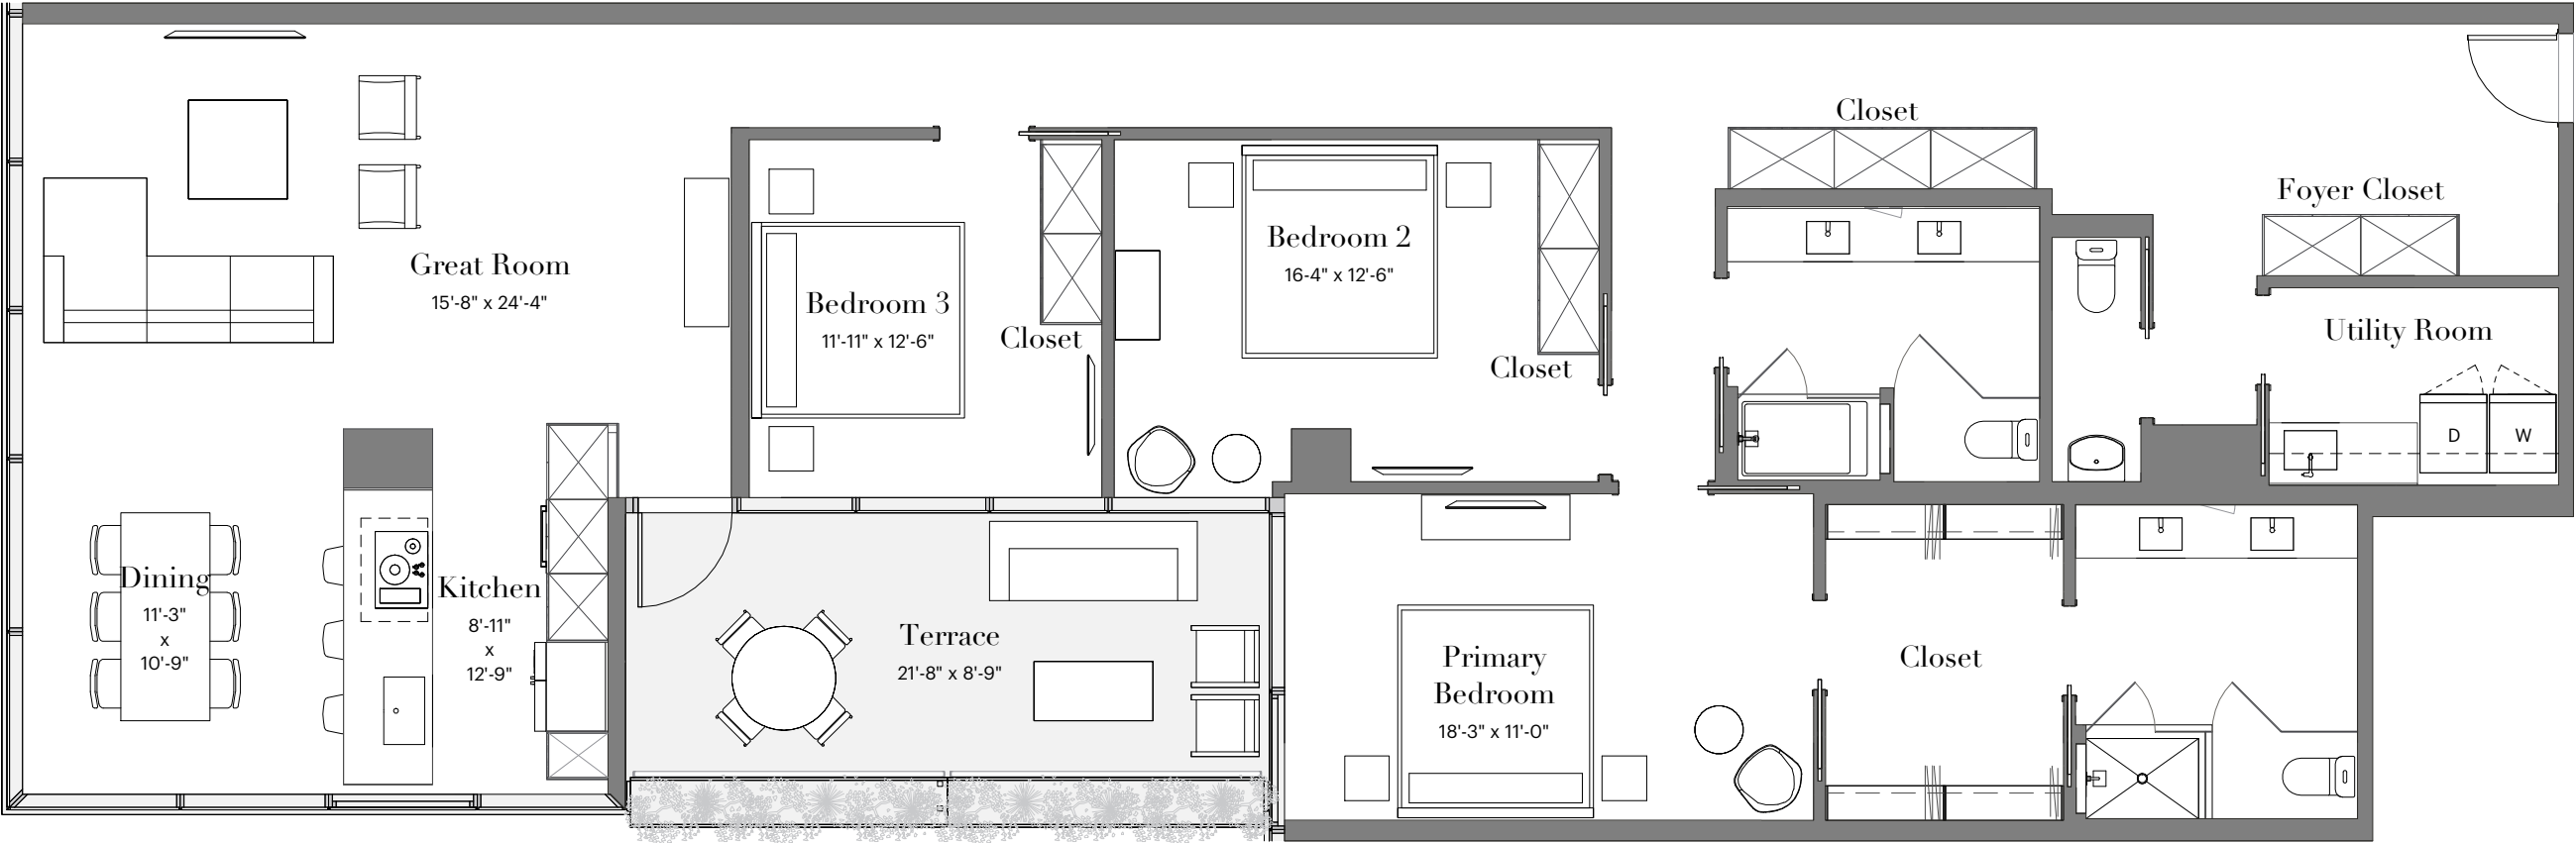 Closet
Foyer Closet
Great Room
15'-8" x 24'-4"
Bedroom 3
11'-11" x 12'-6"
Closet
Bedroom 2
16-4" x 12'-6"
Closet
Utility Room
D
W
Dining
11'-3"
x
10'-9"
Kitchen
8'-11"
x
12'-9"
Terrace
21'-8" x 8'-9"
Primary
Bedroom
18'-3" x 11'-0"
Closet